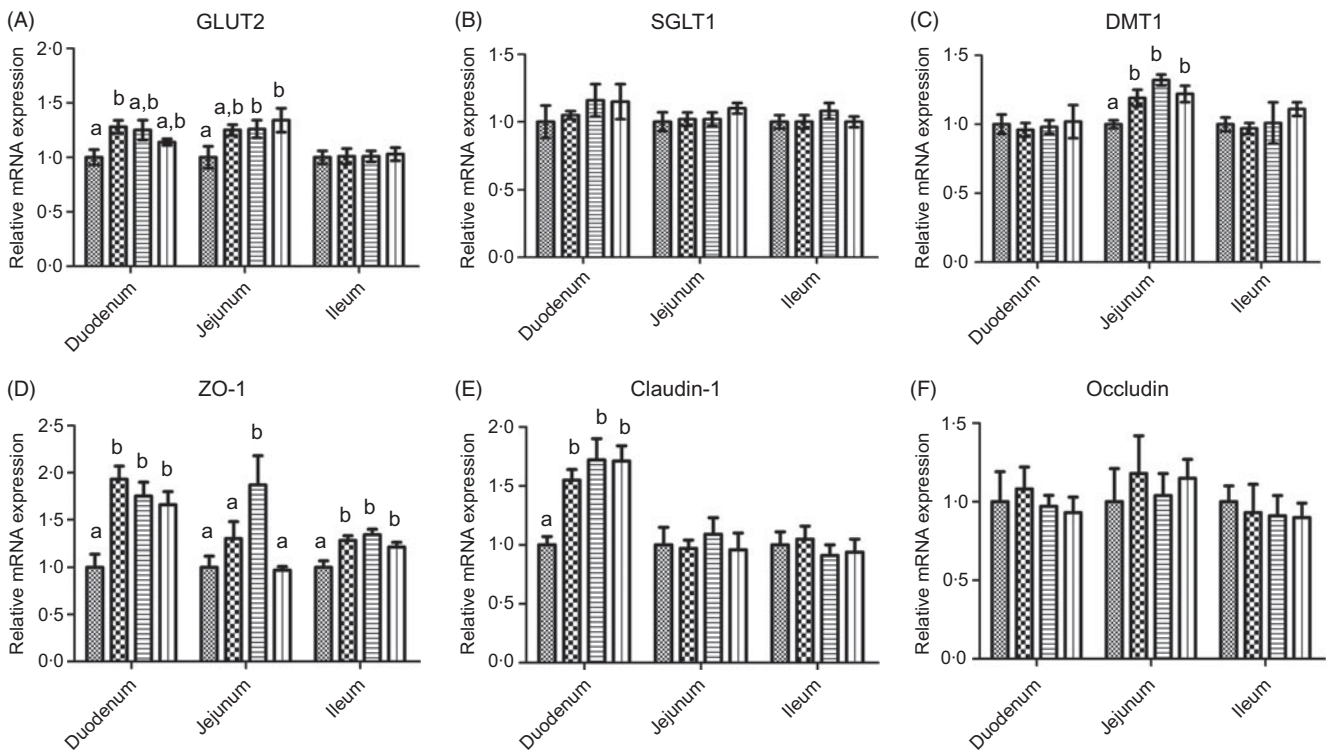 (A) GLUT2
Relative mRNA expression
2·0
1·5
1·0
0·5
0·0
a b a,b a,b
a a,b b b
Duodenum Jejunum Ileum
(B) SGLT1
Relative mRNA expression
1·5
1·0
0·5
0·0
Duodenum Jejunum Ileum
(C) DMT1
Relative mRNA expression
1·5
1·0
0·5
0·0
a b b b
Duodenum Jejunum Ileum
(D) ZO-1
Relative mRNA expression
2·5
2·0
1·5
1·0
0·5
0·0
a b b b
a a b a
a b b b
Duodenum Jejunum Ileum
(E) Claudin-1
Relative mRNA expression
2·0
1·5
1·0
0·5
0·0
a b b b
Duodenum Jejunum Ileum
(F) Occludin
Relative mRNA expression
1·5
1·0
0·5
0·0
Duodenum Jejunum Ileum